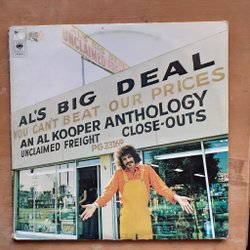 UNCLAIMED FREIGHT
AL'S BIG DEAL
YOU CAN'T BEAT OUR PRICES
AN AL KOOPER ANTHOLOGY
UNCLAIMED FREIGHT CLOSE-OUTS
PG 33169